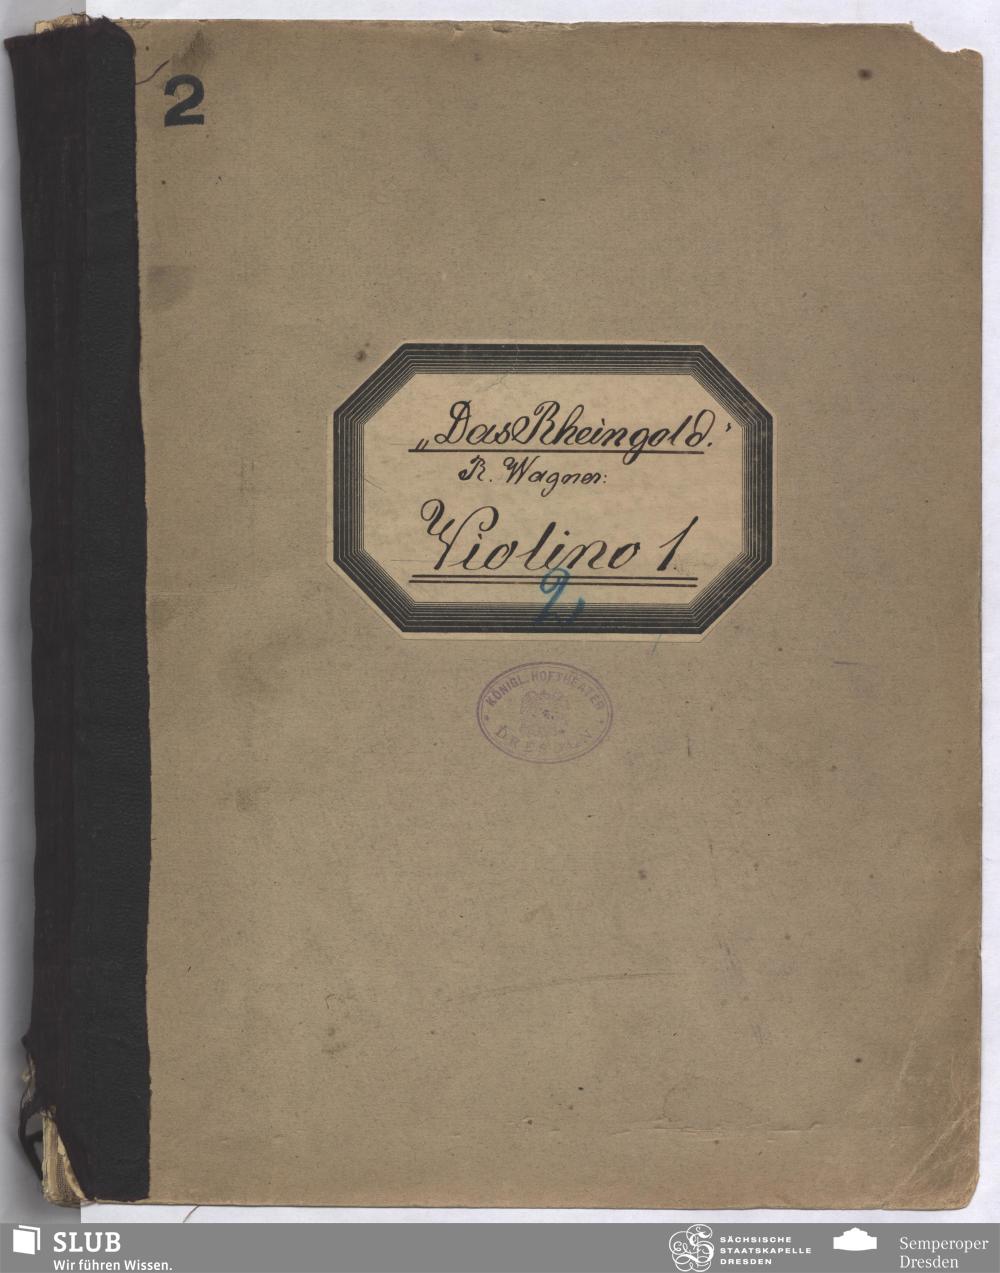 2
„Das Rheingold.“
R. Wagner:
Violino 1.
2
KÖNIGL. HOFTHEATER
DRESDEN
SLUB
Wir führen Wissen.
SÄCHSISCHE
STAATSKAPELLE
DRESDEN
Semperoper
Dresden